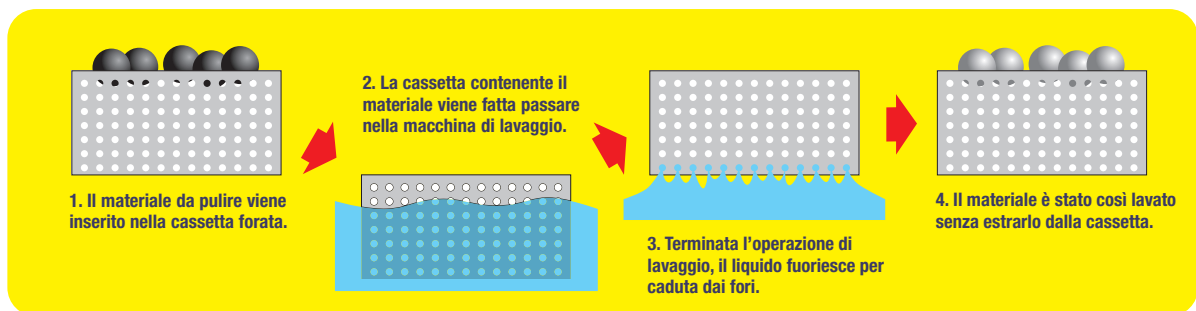 1. Il materiale da pulire viene
inserito nella cassetta forata.
2. La cassetta contenente il
materiale viene fatta passare
nella macchina di lavaggio.
3. Terminata l’operazione di
lavaggio, il liquido fuoriesce per
caduta dai fori.
4. Il materiale è stato così lavato
senza estrarlo dalla cassetta.